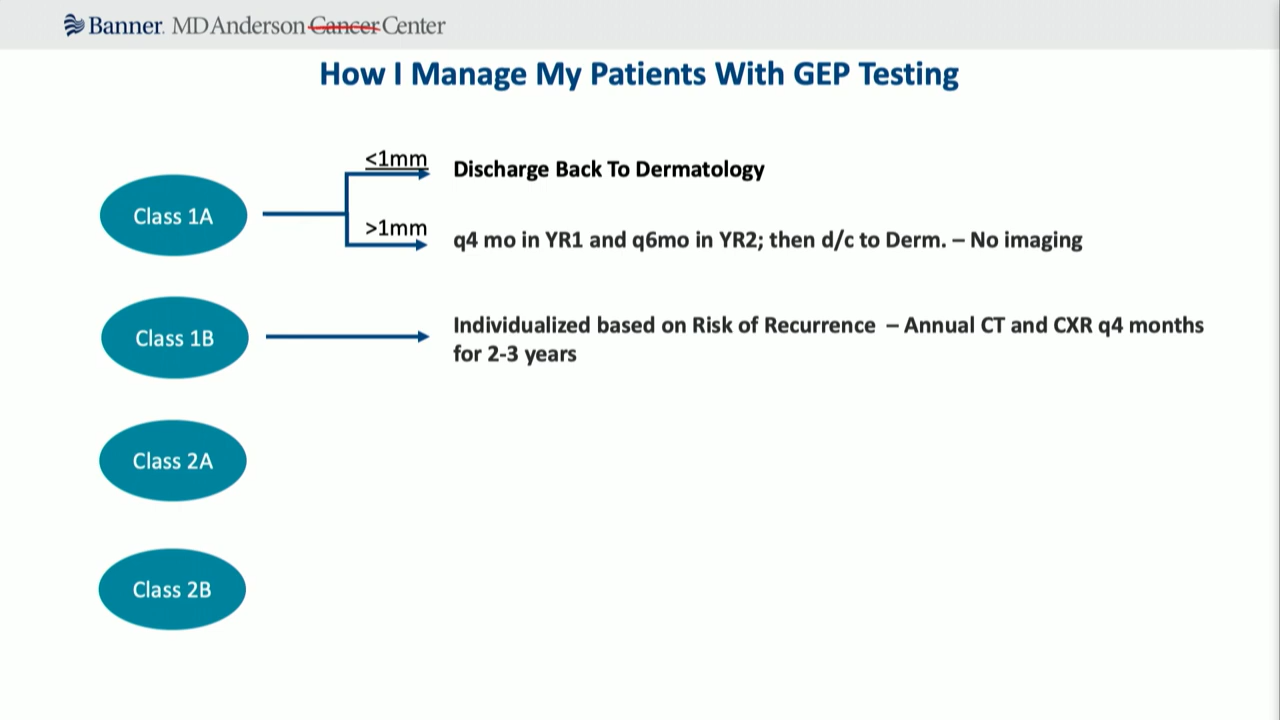 Banner. MD Anderson Cancer Center
How I Manage My Patients With GEP Testing
<1mm
Discharge Back To Dermatology
Class 1A
>1mm
q4 mo in YR1 and q6mo in YR2; then d/c to Derm. – No imaging
Class 1B
Individualized based on Risk of Recurrence – Annual CT and CXR q4 months
for 2-3 years
Class 2A
Class 2B